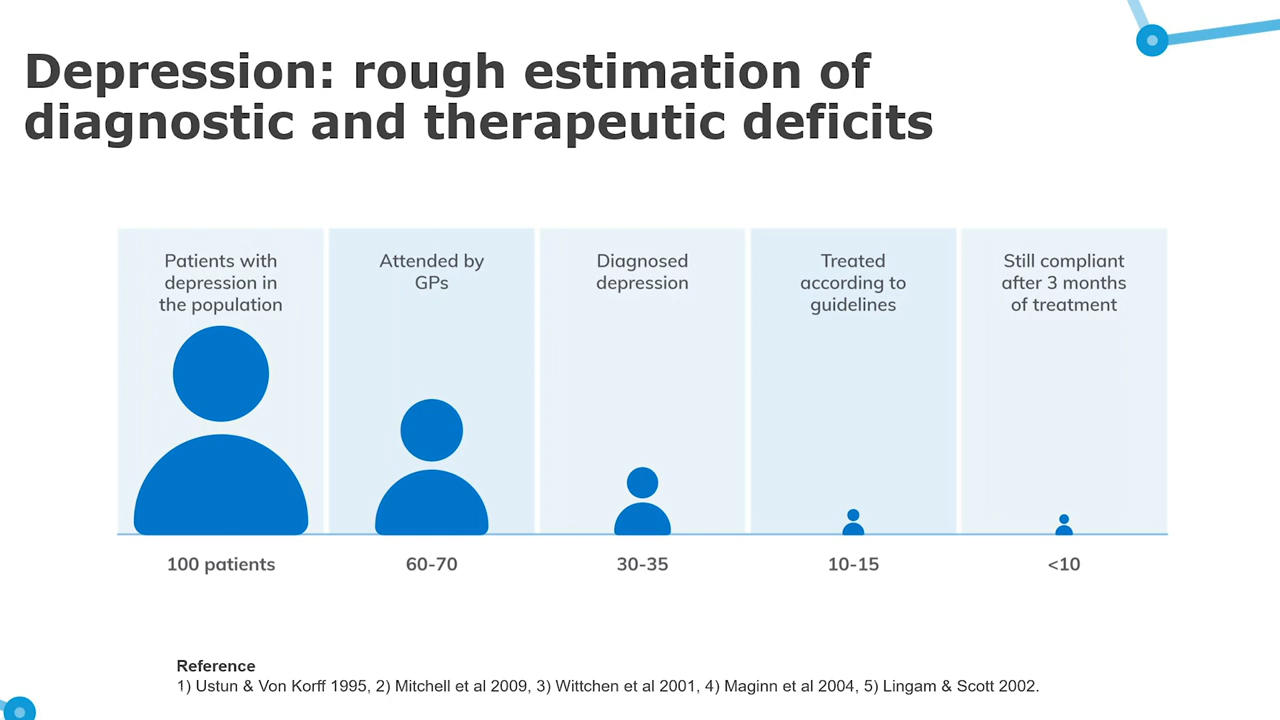 Depression: rough estimation of
diagnostic and therapeutic deficits
Patients with
depression in
the population
Attended by
GPs
Diagnosed
depression
Treated
according to
guidelines
Still compliant
after 3 months
of treatment
100 patients
60-70
30-35
10-15
<10
Reference
1) Ustun & Von Korff 1995, 2) Mitchell et al 2009, 3) Wittchen et al 2001, 4) Maginn et al 2004, 5) Lingam & Scott 2002.